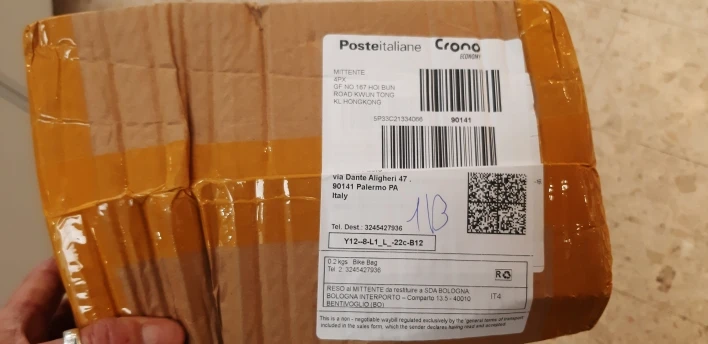 Posteitaliane Crono
ECONOMY
MITTENTE
4PX
GF NO 167 HOI BUN
ROAD KWUN TONG
KL HONGKONG
90141
via Dante Aligheri 47 .
90141 Palermo PA
Italy
1/B
Tel. Dest.: 3245427936
Y12--8-L1_L_-22c-B12
0.2 kgs Bike Bag
Tel 2: 3245427936
R
RESO al MITTENTE da restituire a SDA BOLOGNA
BOLOGNA INTERPORTO – Comparto 13.5 - 40010 IT4
BENTIVOGLIO (BO)
This is a non - negotiable waybill regulated exclusively by the general terms of transport
included in the sales form, which the sender declares having read and accepted